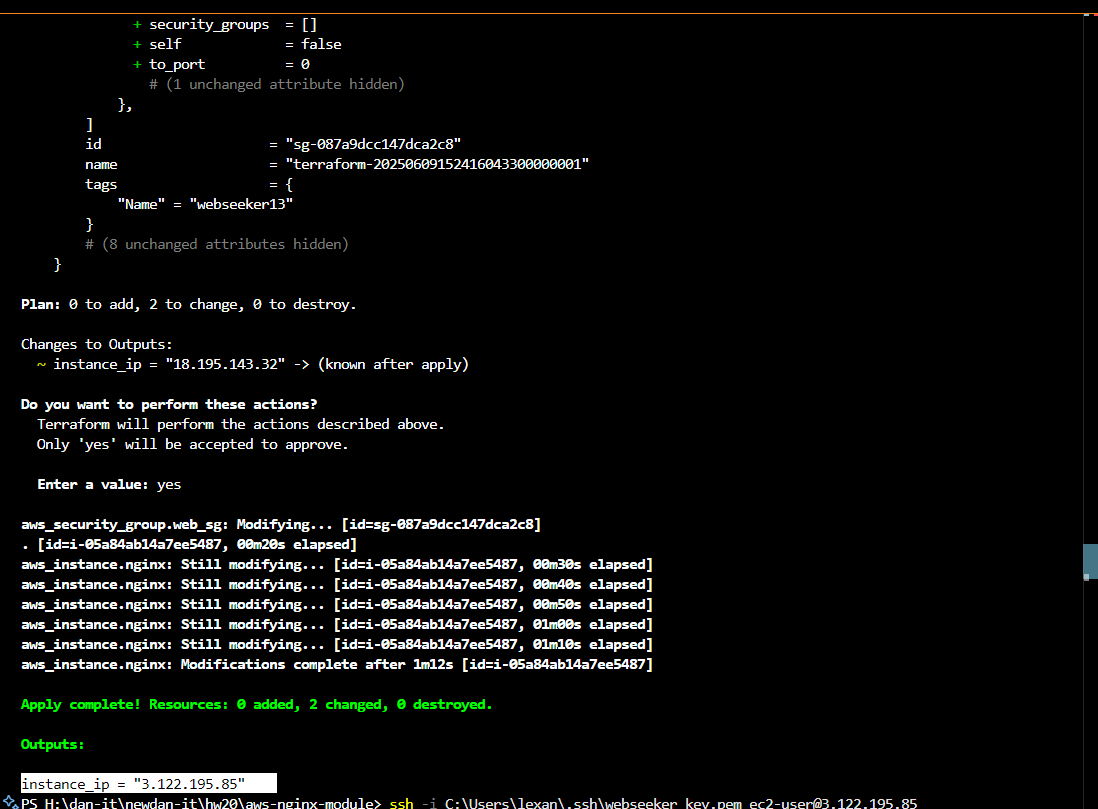 + security_groups  = []
+ self             = false
+ to_port          = 0
# (1 unchanged attribute hidden)
},
]
id                     = "sg-087a9dcc147dca2c8"
name                   = "terraform-20250609152416043300000001"
tags                   = {
"Name" = "webseeker13"
}
# (8 unchanged attributes hidden)
}
Plan: 0 to add, 2 to change, 0 to destroy.
Changes to Outputs:
~ instance_ip = "18.195.143.32" -> (known after apply)
Do you want to perform these actions?
Terraform will perform the actions described above.
Only 'yes' will be accepted to approve.
Enter a value: yes
aws_security_group.web_sg: Modifying... [id=sg-087a9dcc147dca2c8]
. [id=i-05a84ab14a7ee5487, 00m20s elapsed]
aws_instance.nginx: Still modifying... [id=i-05a84ab14a7ee5487, 00m30s elapsed]
aws_instance.nginx: Still modifying... [id=i-05a84ab14a7ee5487, 00m40s elapsed]
aws_instance.nginx: Still modifying... [id=i-05a84ab14a7ee5487, 00m50s elapsed]
aws_instance.nginx: Still modifying... [id=i-05a84ab14a7ee5487, 01m00s elapsed]
aws_instance.nginx: Still modifying... [id=i-05a84ab14a7ee5487, 01m10s elapsed]
aws_instance.nginx: Modifications complete after 1m12s [id=i-05a84ab14a7ee5487]
Apply complete! Resources: 0 added, 2 changed, 0 destroyed.
Outputs:
instance_ip = "3.122.195.85"
PS H:\dan-it\newdan-it\hw20\aws-nginx-module> ssh -i C:\Users\lexan\.ssh\webseeker_key.pem ec2-user@3.122.195.85